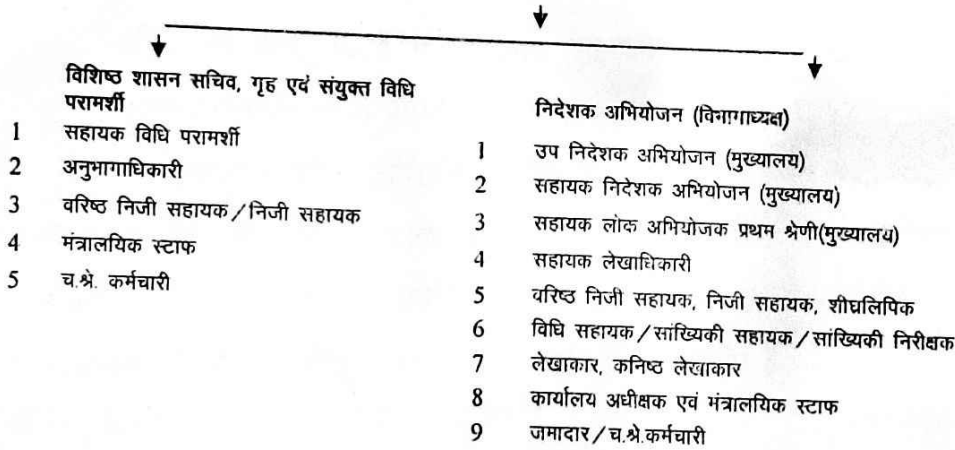 विशिष्ठ शासन सचिव, गृह एवं संयुक्त विधि
परामर्शी
1 सहायक विधि परामर्शी
2 अनुभागाधिकारी
3 वरिष्ठ निजी सहायक/निजी सहायक
4 मंत्रालयिक स्टाफ
5 च.श्रे. कर्मचारी
निदेशक अभियोजन (विभागाध्यक्ष)
1 उप निदेशक अभियोजन (मुख्यालय)
2 सहायक निदेशक अभियोजन (मुख्यालय)
3 सहायक लोक अभियोजक प्रथम श्रेणी(मुख्यालय)
4 सहायक लेखाधिकारी
5 वरिष्ठ निजी सहायक, निजी सहायक, शीघ्रलिपिक
6 विधि सहायक/सांख्यिकी सहायक/सांख्यिकी निरीक्षक
7 लेखाकार, कनिष्ठ लेखाकार
8 कार्यालय अधीक्षक एवं मंत्रालयिक स्टाफ
9 जमादार/च.श्रे.कर्मचारी